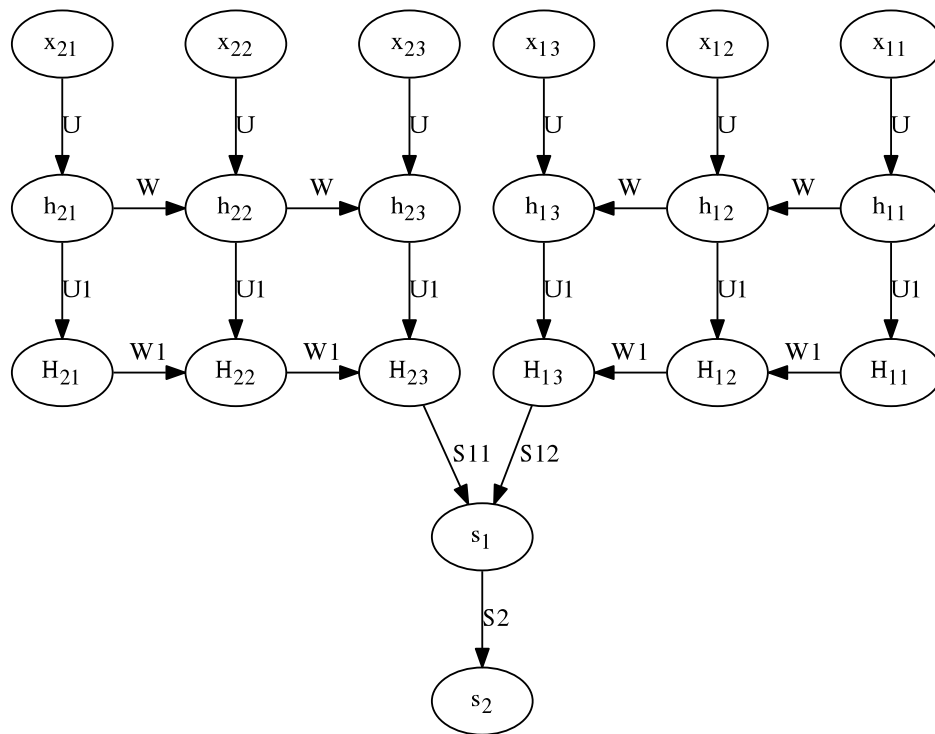 x21 x22 x23 x13 x12 x11
U U U U U U
W W W W
h21 h22 h23 h13 h12 h11
U1 U1 U1 U1 U1 U1
W1 W1 W1 W1
H21 H22 H23 H13 H12 H11
S11 S12
s1
S2
s2